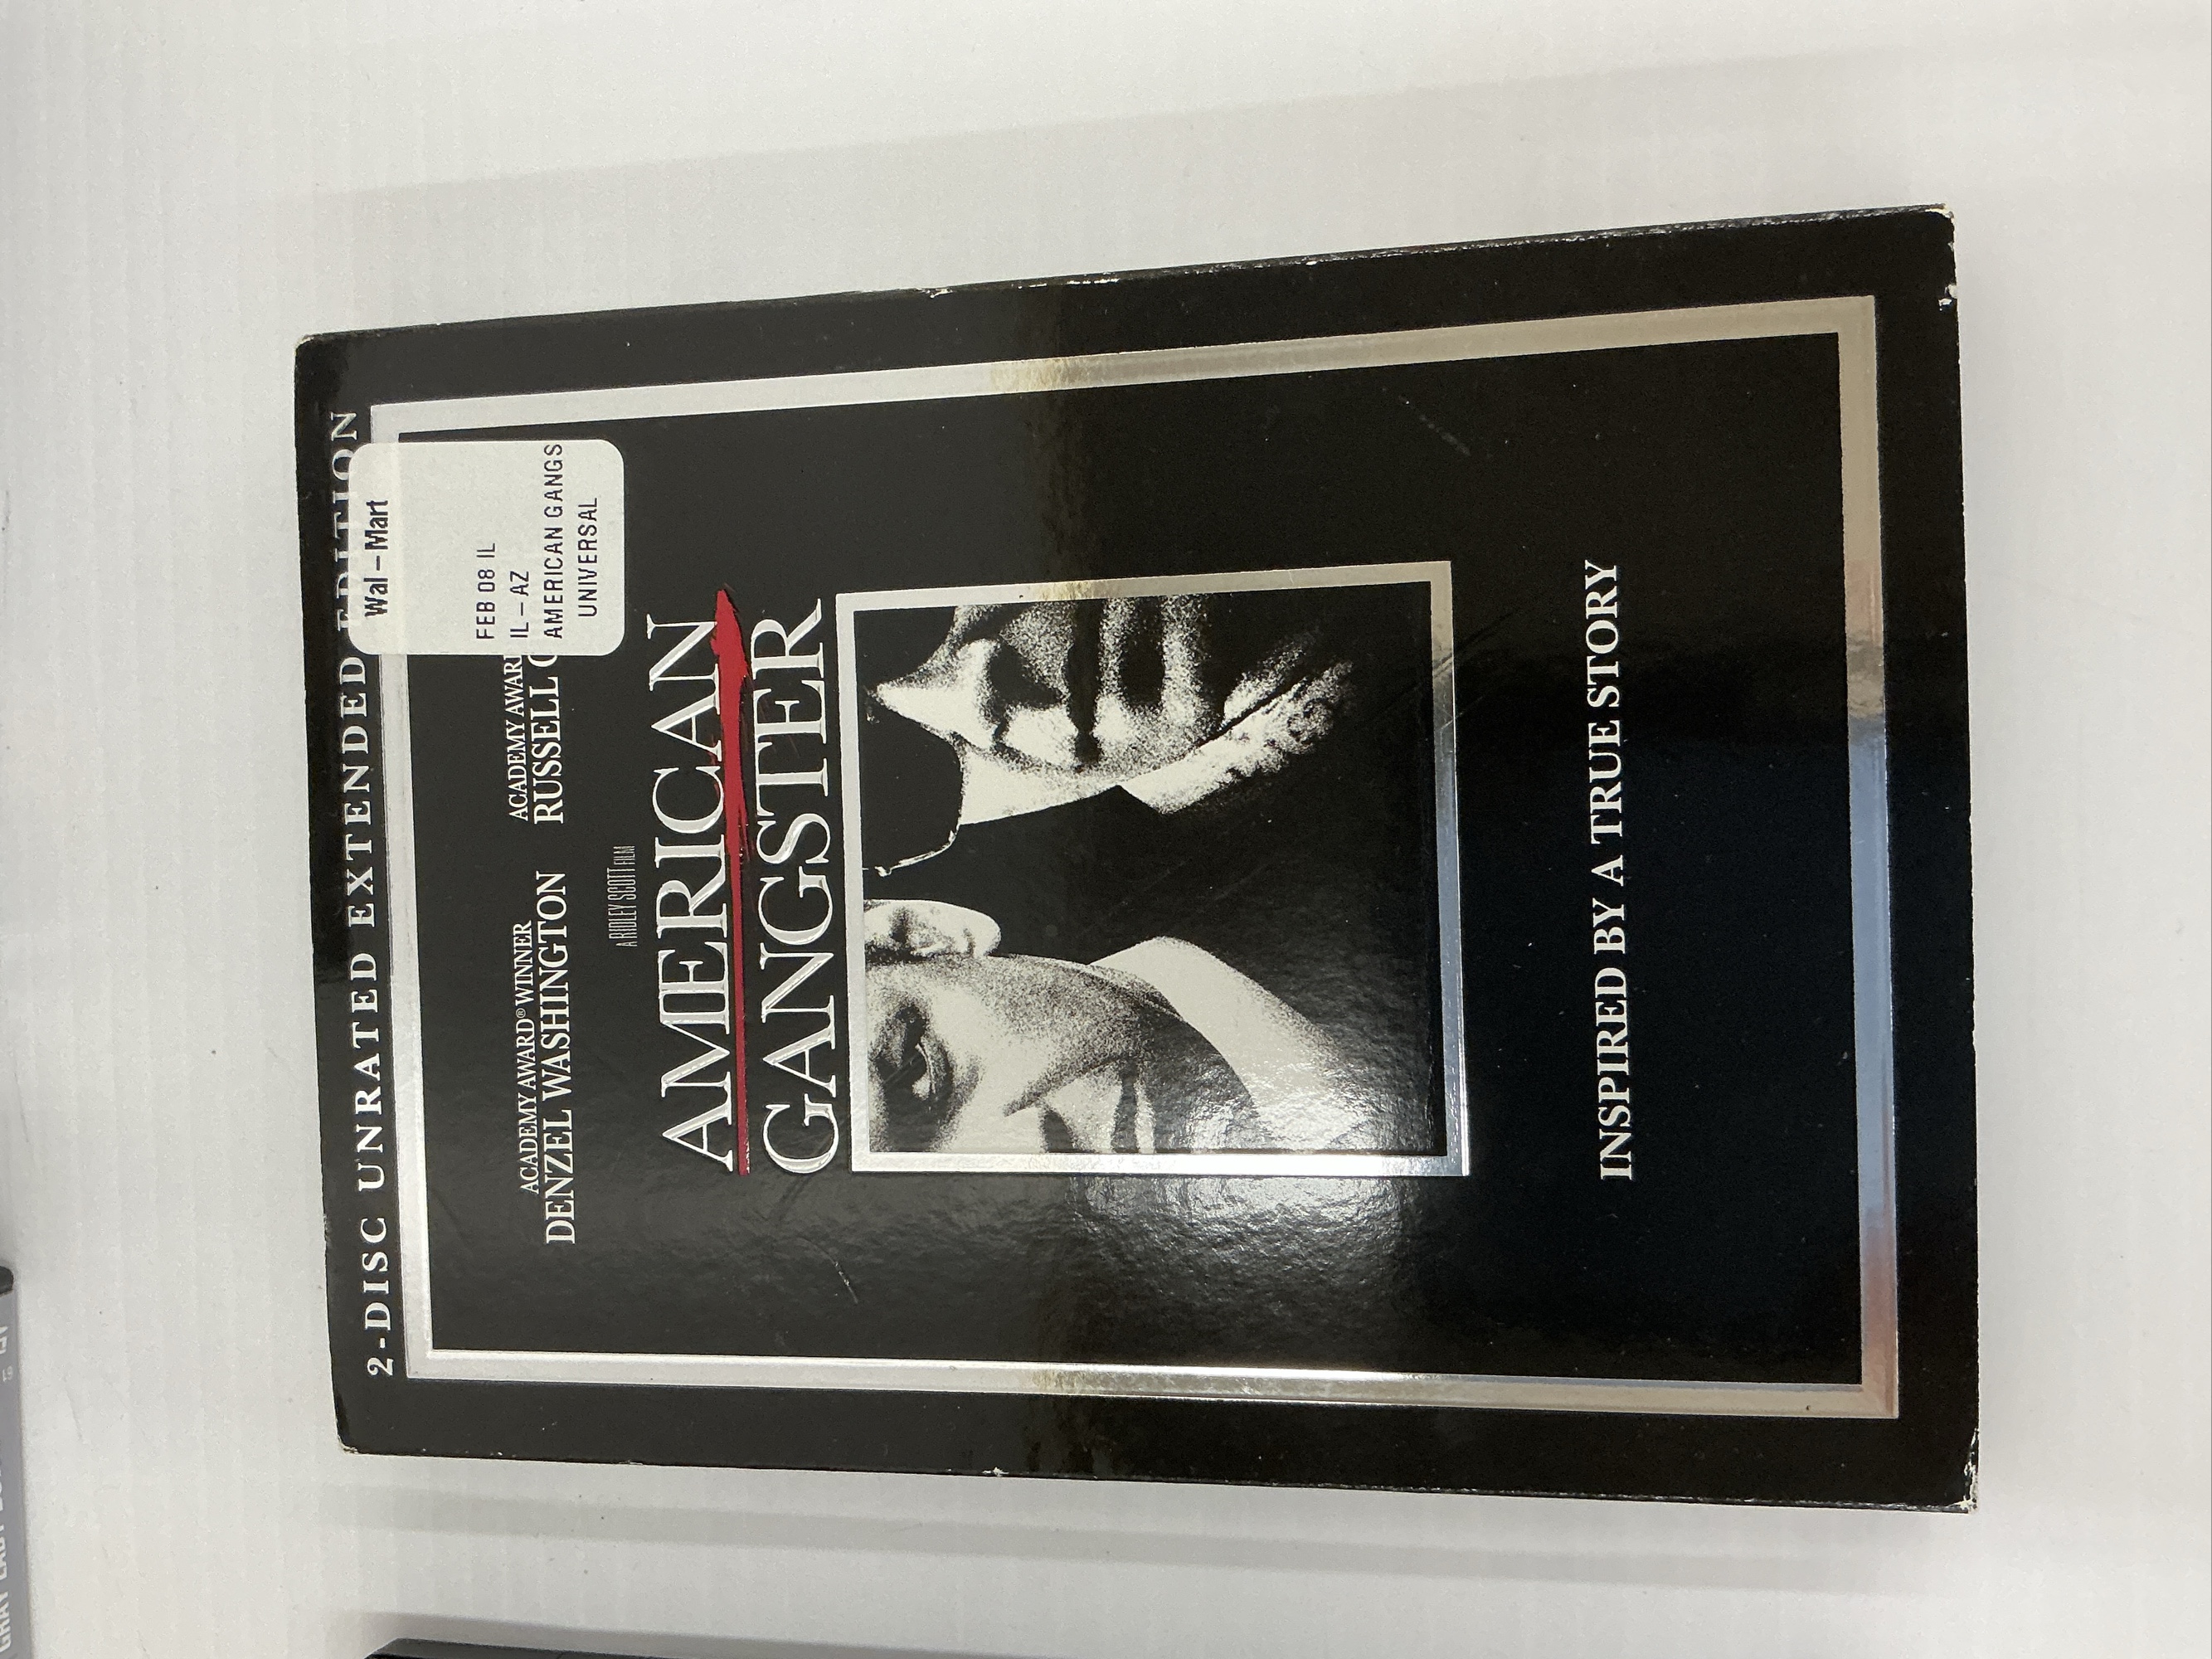 2-DISC UNRATED EXTENDED EDITION
Wal-Mart
FEB 08 IL
IL-AZ
AMERICAN GANGS
UNIVERSAL
ACADEMY AWARD® WINNER
DENZEL WASHINGTON
ACADEMY AWAR
RUSSELL
A RIDLEY SCOTT FILM
AMERICAN
GANGSTER
INSPIRED BY A TRUE STORY